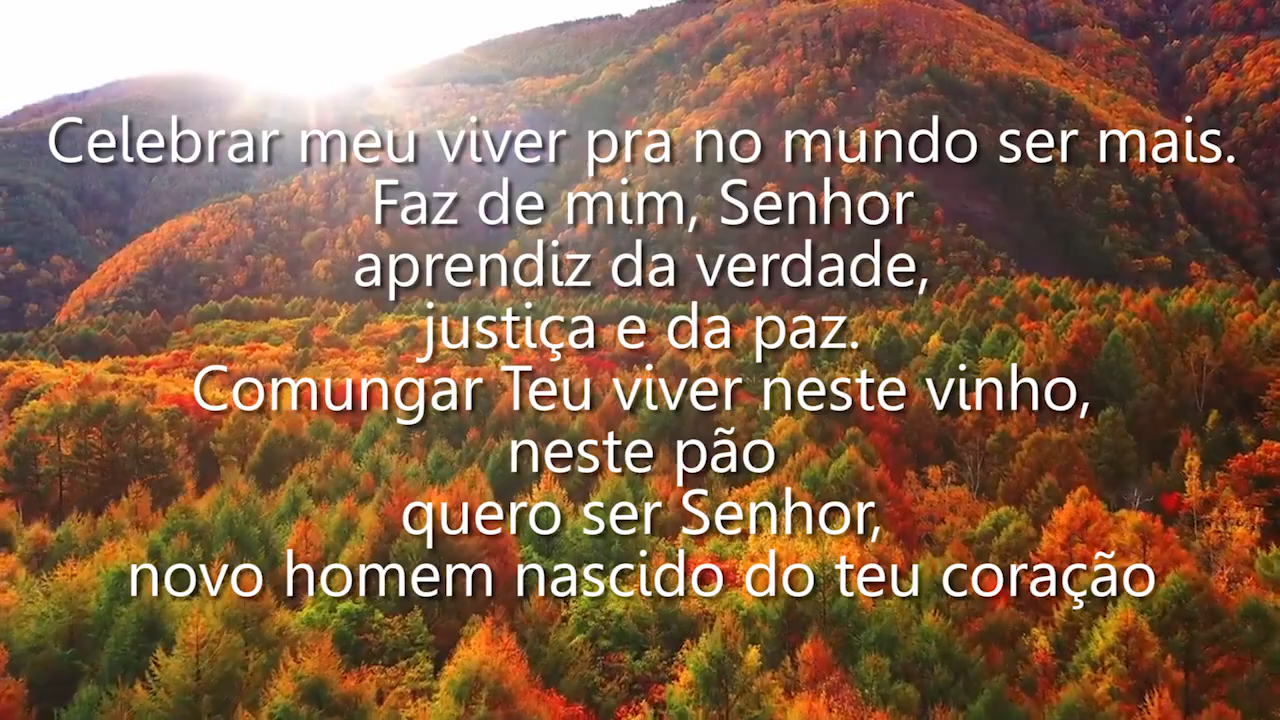 Celebrar meu viver pra no mundo ser mais.
Faz de mim, Senhor
aprendiz da verdade,
justiça e da paz.
Comungar Teu viver neste vinho,
neste pão
quero ser Senhor,
novo homem nascido do teu coração